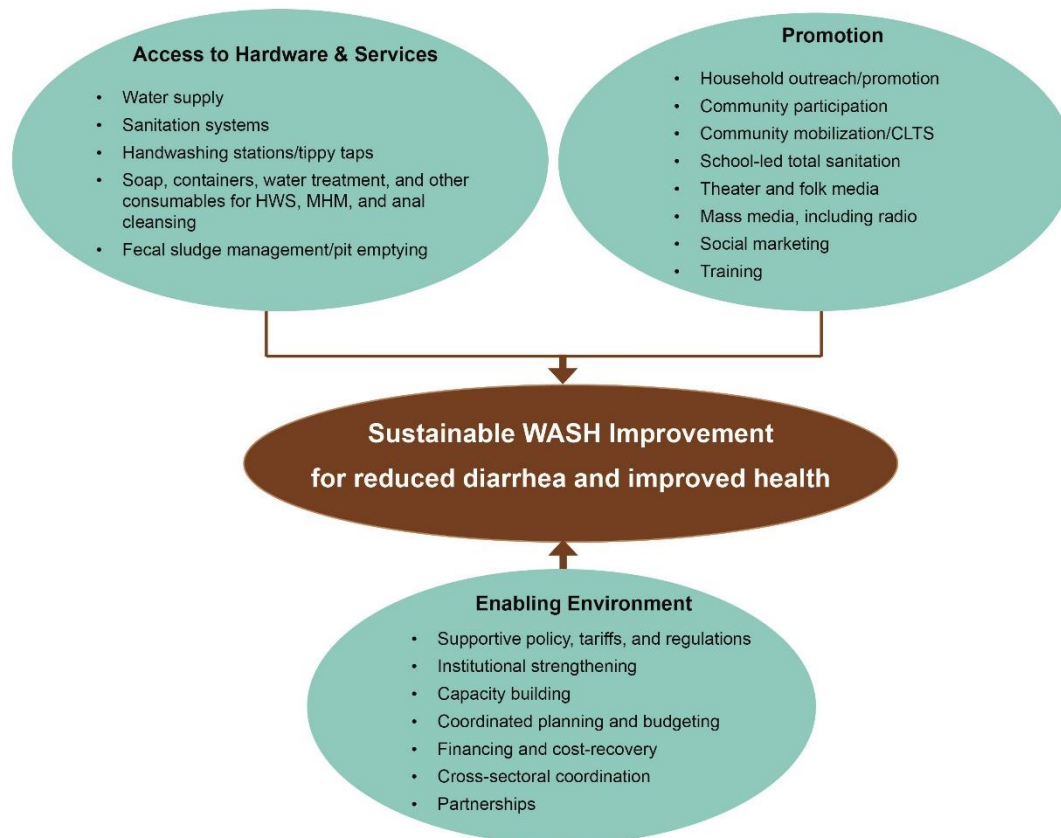 Access to Hardware & Services
• Water supply
• Sanitation systems
• Handwashing stations/tippy taps
• Soap, containers, water treatment, and other
consumables for HWS, MHM, and anal
cleansing
• Fecal sludge management/pit emptying
Promotion
• Household outreach/promotion
• Community participation
• Community mobilization/CLTS
• School-led total sanitation
• Theater and folk media
• Mass media, including radio
• Social marketing
• Training
Sustainable WASH Improvement
for reduced diarrhea and improved health
Enabling Environment
• Supportive policy, tariffs, and regulations
• Institutional strengthening
• Capacity building
• Coordinated planning and budgeting
• Financing and cost-recovery
• Cross-sectoral coordination
• Partnerships